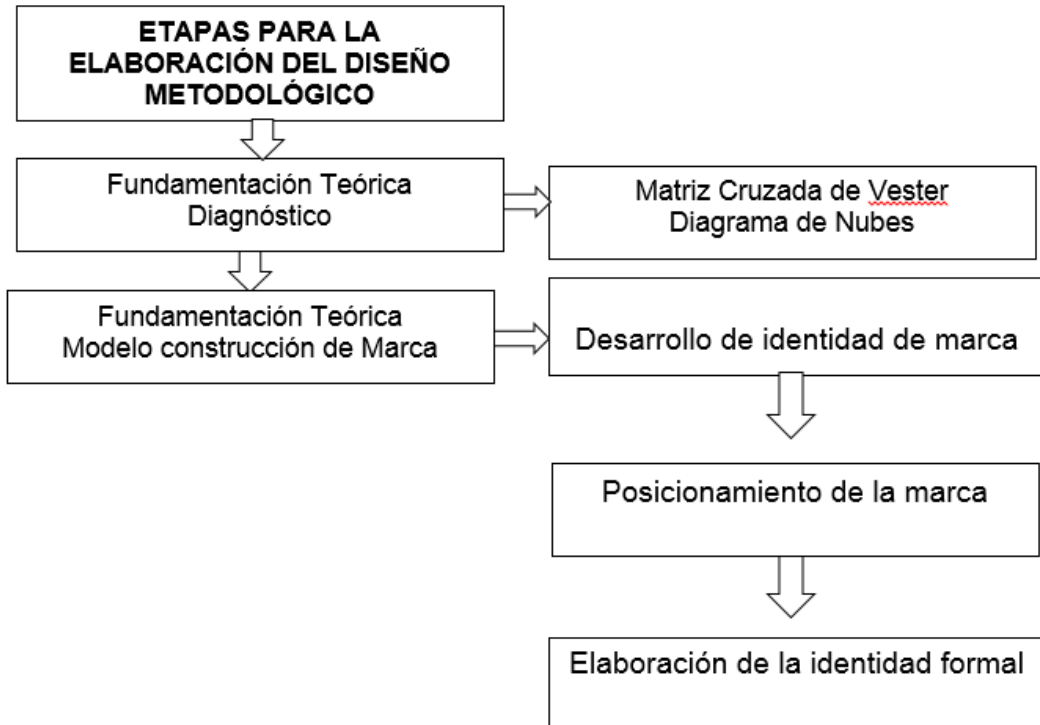 ETAPAS PARA LA
ELABORACIÓN DEL DISEÑO
METODOLÓGICO
Fundamentación Teórica
Diagnóstico
Matriz Cruzada de Vester
Diagrama de Nubes
Fundamentación Teórica
Modelo construcción de Marca
Desarrollo de identidad de marca
Posicionamiento de la marca
Elaboración de la identidad formal